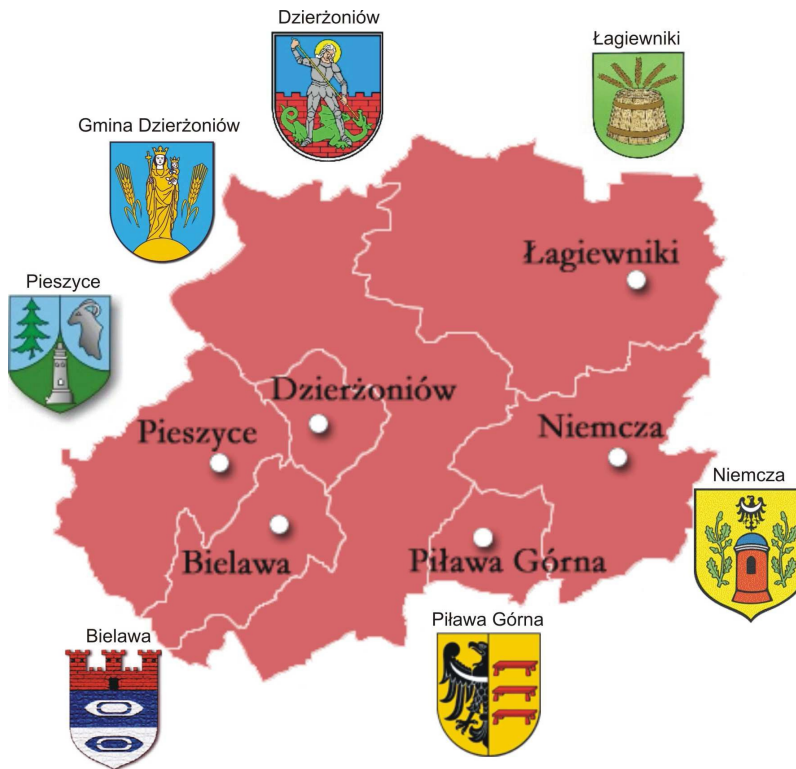 Dzierżoniów
Łagiewniki
Gmina Dzierżoniów
Pieszyce
Łagiewniki
Dzierżoniów
Pieszyce
Niemcza
Niemcza
Bielawa
Piława Górna
Piława Górna
Bielawa